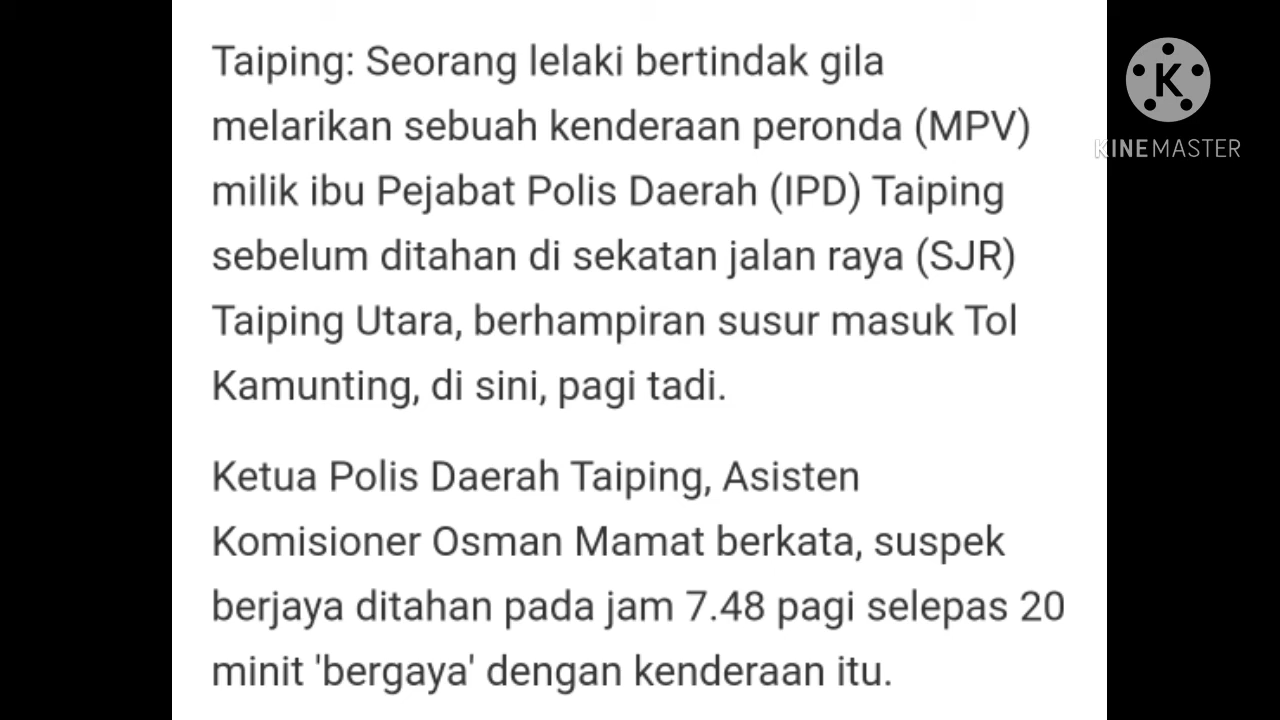 Taiping: Seorang lelaki bertindak gila
melarikan sebuah kenderaan peronda (MPV)
milik ibu Pejabat Polis Daerah (IPD) Taiping
sebelum ditahan di sekatan jalan raya (SJR)
Taiping Utara, berhampiran susur masuk Tol
Kamunting, di sini, pagi tadi.
Ketua Polis Daerah Taiping, Asisten
Komisioner Osman Mamat berkata, suspek
berjaya ditahan pada jam 7.48 pagi selepas 20
minit 'bergaya' dengan kenderaan itu.
K
KINEMASTER